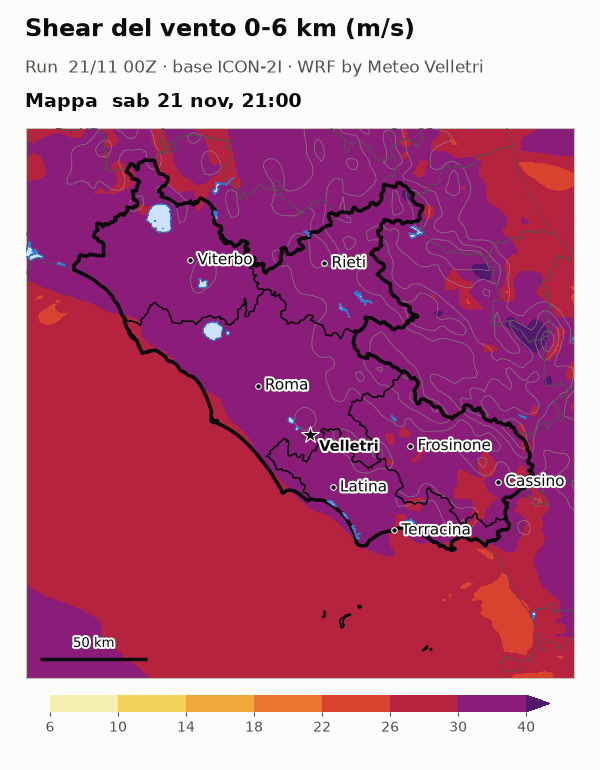 Shear del vento 0-6 km (m/s)
Run 21/11 00Z · base ICON-2I · WRF by Meteo Velletri
Mappa sab 21 nov, 21:00
Viterbo
Rieti
Roma
Velletri
Frosinone
Cassino
Latina
Terracina
50 km
6 10 14 18 22 26 30 40